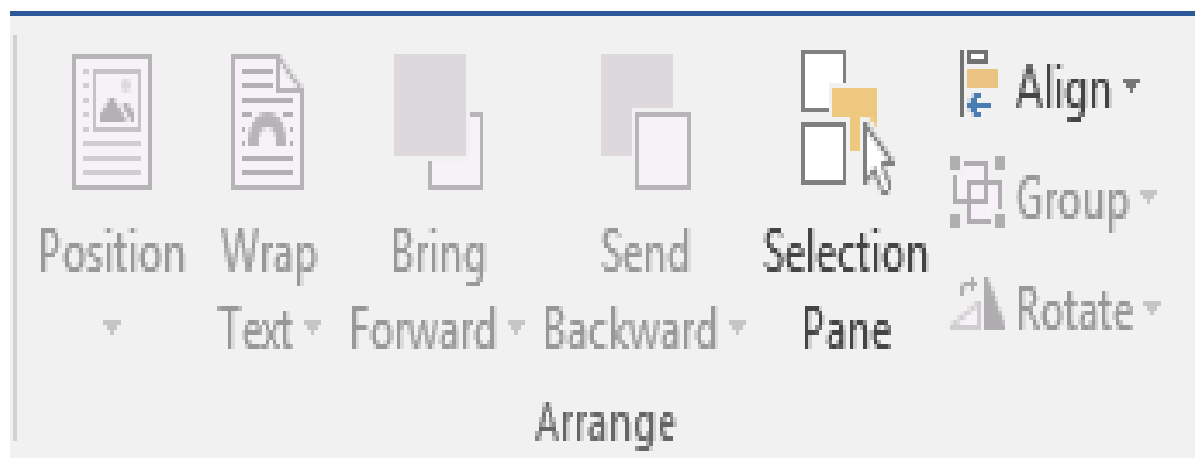 Position
Wrap
Text
Bring
Forward
Send
Backward
Selection
Pane
Align
Group
Rotate
Arrange